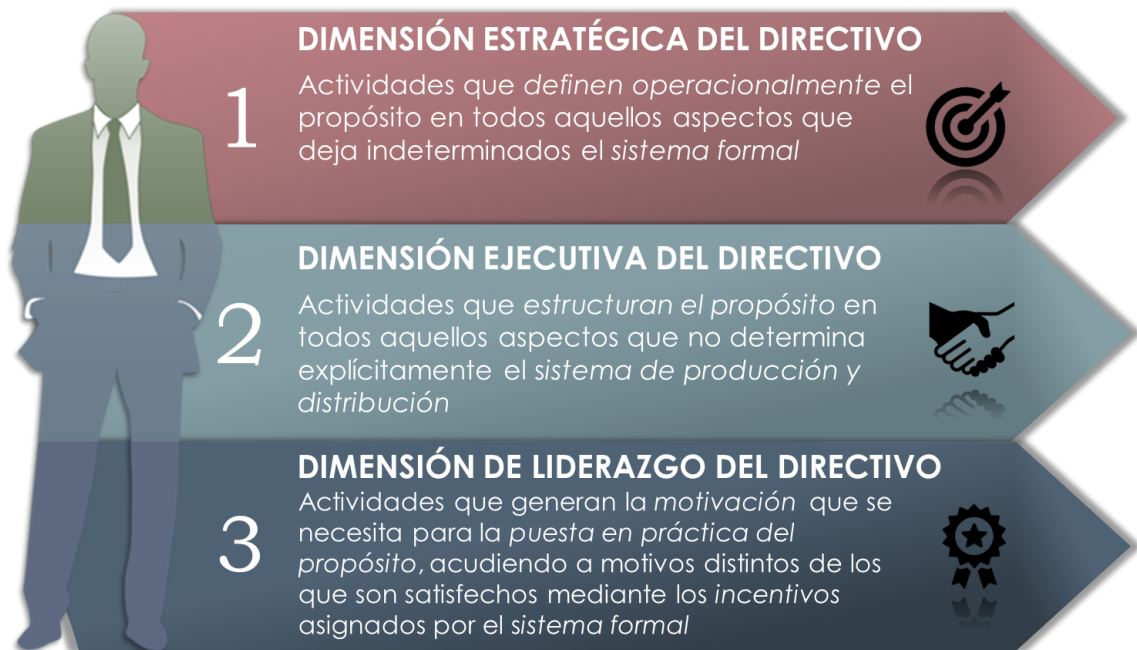 DIMENSIÓN ESTRATÉGICA DEL DIRECTIVO
1
Actividades que definen operacionalmente el
propósito en todos aquellos aspectos que
deja indeterminados el sistema formal
DIMENSIÓN EJECUTIVA DEL DIRECTIVO
2
Actividades que estructuran el propósito en
todos aquellos aspectos que no determina
explícitamente el sistema de producción y
distribución
DIMENSIÓN DE LIDERAZGO DEL DIRECTIVO
3
Actividades que generan la motivación que se
necesita para la puesta en práctica del
propósito, acudiendo a motivos distintos de los
que son satisfechos mediante los incentivos
asignados por el sistema formal